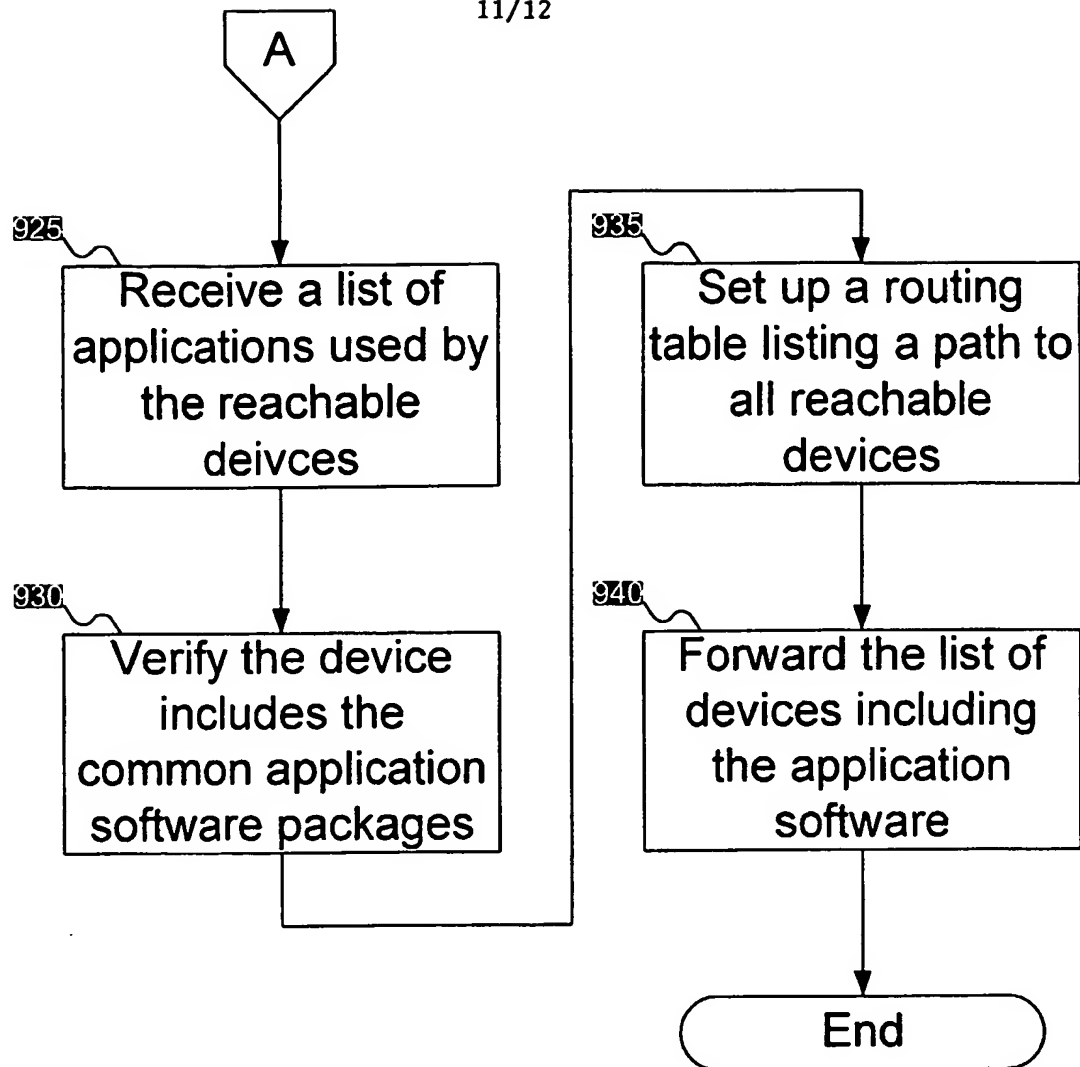 11/12
A
925
Receive a list of
applications used by
the reachable
deivces
930
Verify the device
includes the
common application
software packages
935
Set up a routing
table listing a path to
all reachable
devices
940
Forward the list of
devices including
the application
software
End